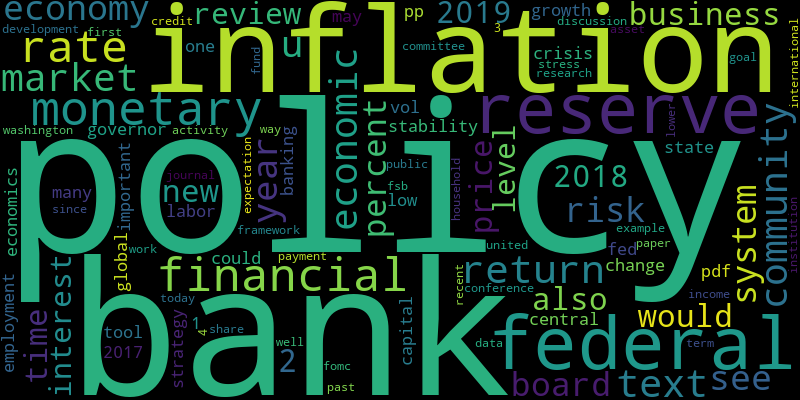 economy
credit
review
may
pp
2019
growth
business
development
first
inflation
one
u
vol
committee
3
discussion
asset
international
rate
market
fund
crisis
stress
research
goal
monetary
economic
percent
stability
reserve
lower
washington
governor
activity
way
level
price
state
community
policy
economics
important
many
since
journal
new
labor
expectation
year
banking
public
fsb
low
household
2018
risk
example
system
institution
framework
global
work
could
payment
united
fed
paper
change
pdf
financial
recent
return
conference
income
employment
time
interest
tool
2017
strategy
today
1
4
share
bank
well
2
fomc
past
capital
data
also
central
would
federal
term
board
text
see